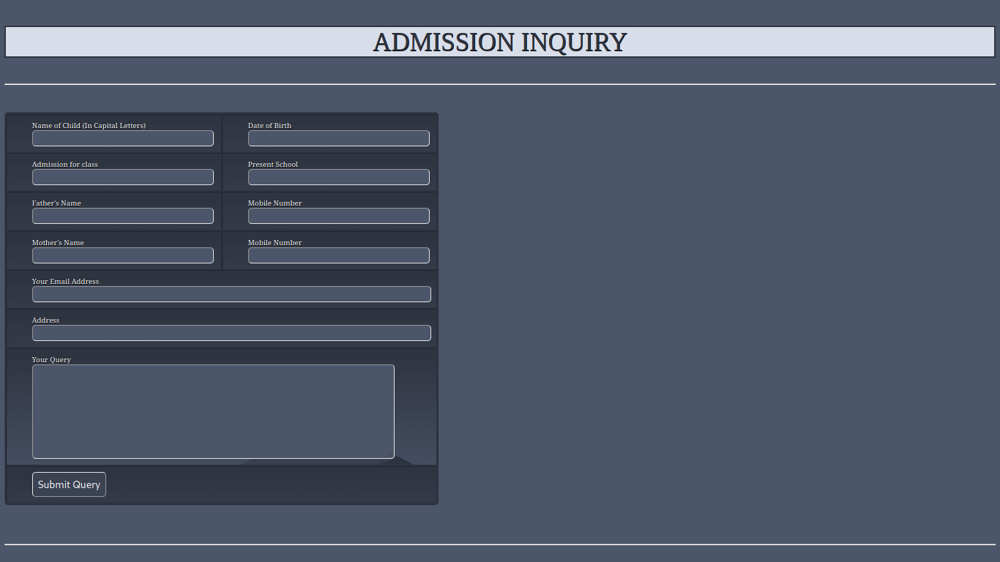 ADMISSION INQUIRY
Name of Child (In Capital Letters)
Date of Birth
Admission for class
Present School
Father's Name
Mobile Number
Mother's Name
Mobile Number
Your Email Address
Address
Your Query
Submit Query